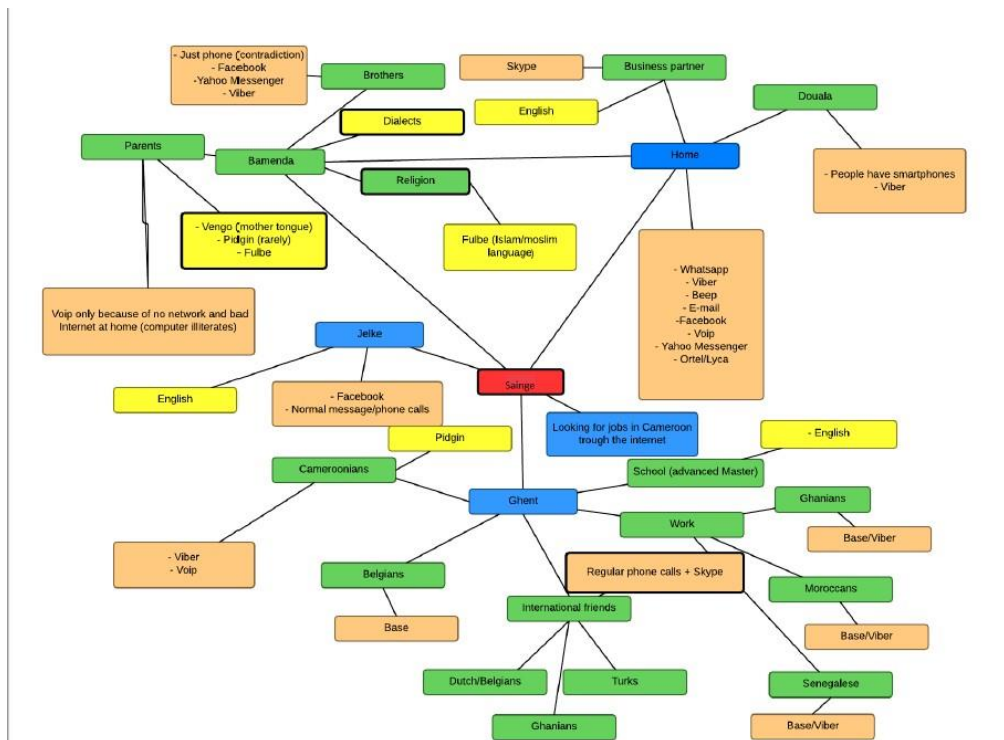 - Just phone (contradiction)
- Facebook
-Yahoo Messenger
- Viber
Brothers
Skype
Business partner
Douala
English
Dialects
Parents
Bamenda
Home
Religion
- People have smartphones
- Viber
- Vengo (mother tongue)
- Pidgin (rarely)
- Fulbe
Fulbe (Islam/moslim
language)
- Whatsapp
- Viber
- Beep
- E-mail
-Facebook
- Voip
- Yahoo Messenger
- Ortel/Lyca
Voip only because of no network and bad
Internet at home (computer illiterates)
Jelke
Sainge
English
- Facebook
- Normal message/phone calls
Looking for jobs in Cameroon
trough the internet
Pidgin
- English
Cameroonians
School (advanced Master)
Ghent
Ghanians
Work
Base/Viber
- Viber
- Voip
Belgians
Regular phone calls + Skype
Moroccans
International friends
Base
Base/Viber
Dutch/Belgians
Turks
Senegalese
Ghanians
Base/Viber